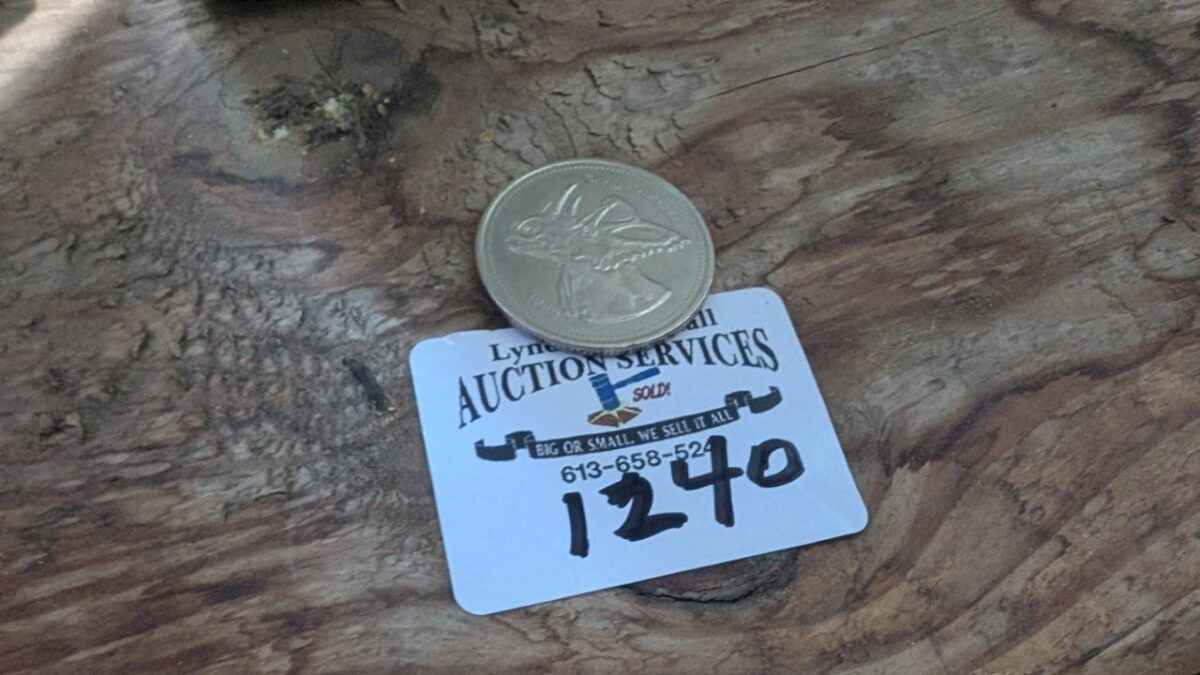 AUCTION SERVICES
SOLD!
BIG OR SMALL, WE SELL IT ALL
613-658-524
1240